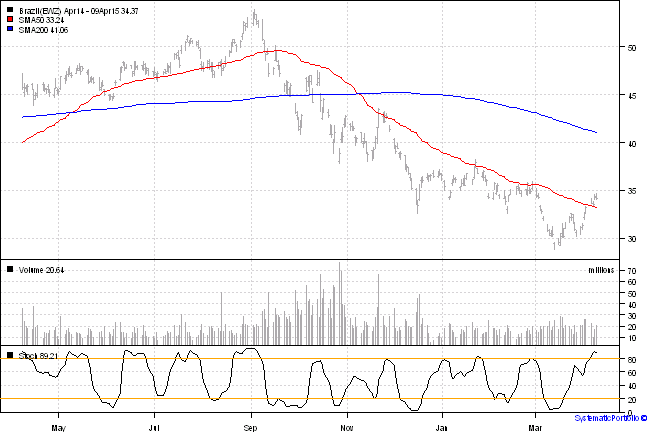 Brazil(EWZ) Apr14 - 09Apr15 34.37
SMA50 33.24
SMA200 41.06
50
45
40
35
30
Volume 20.64
millions
70
60
50
40
30
20
10
Stoch 89.21
80
60
40
20
0
May Jul Sep Nov Jan Mar
SystematicPortfolio ©